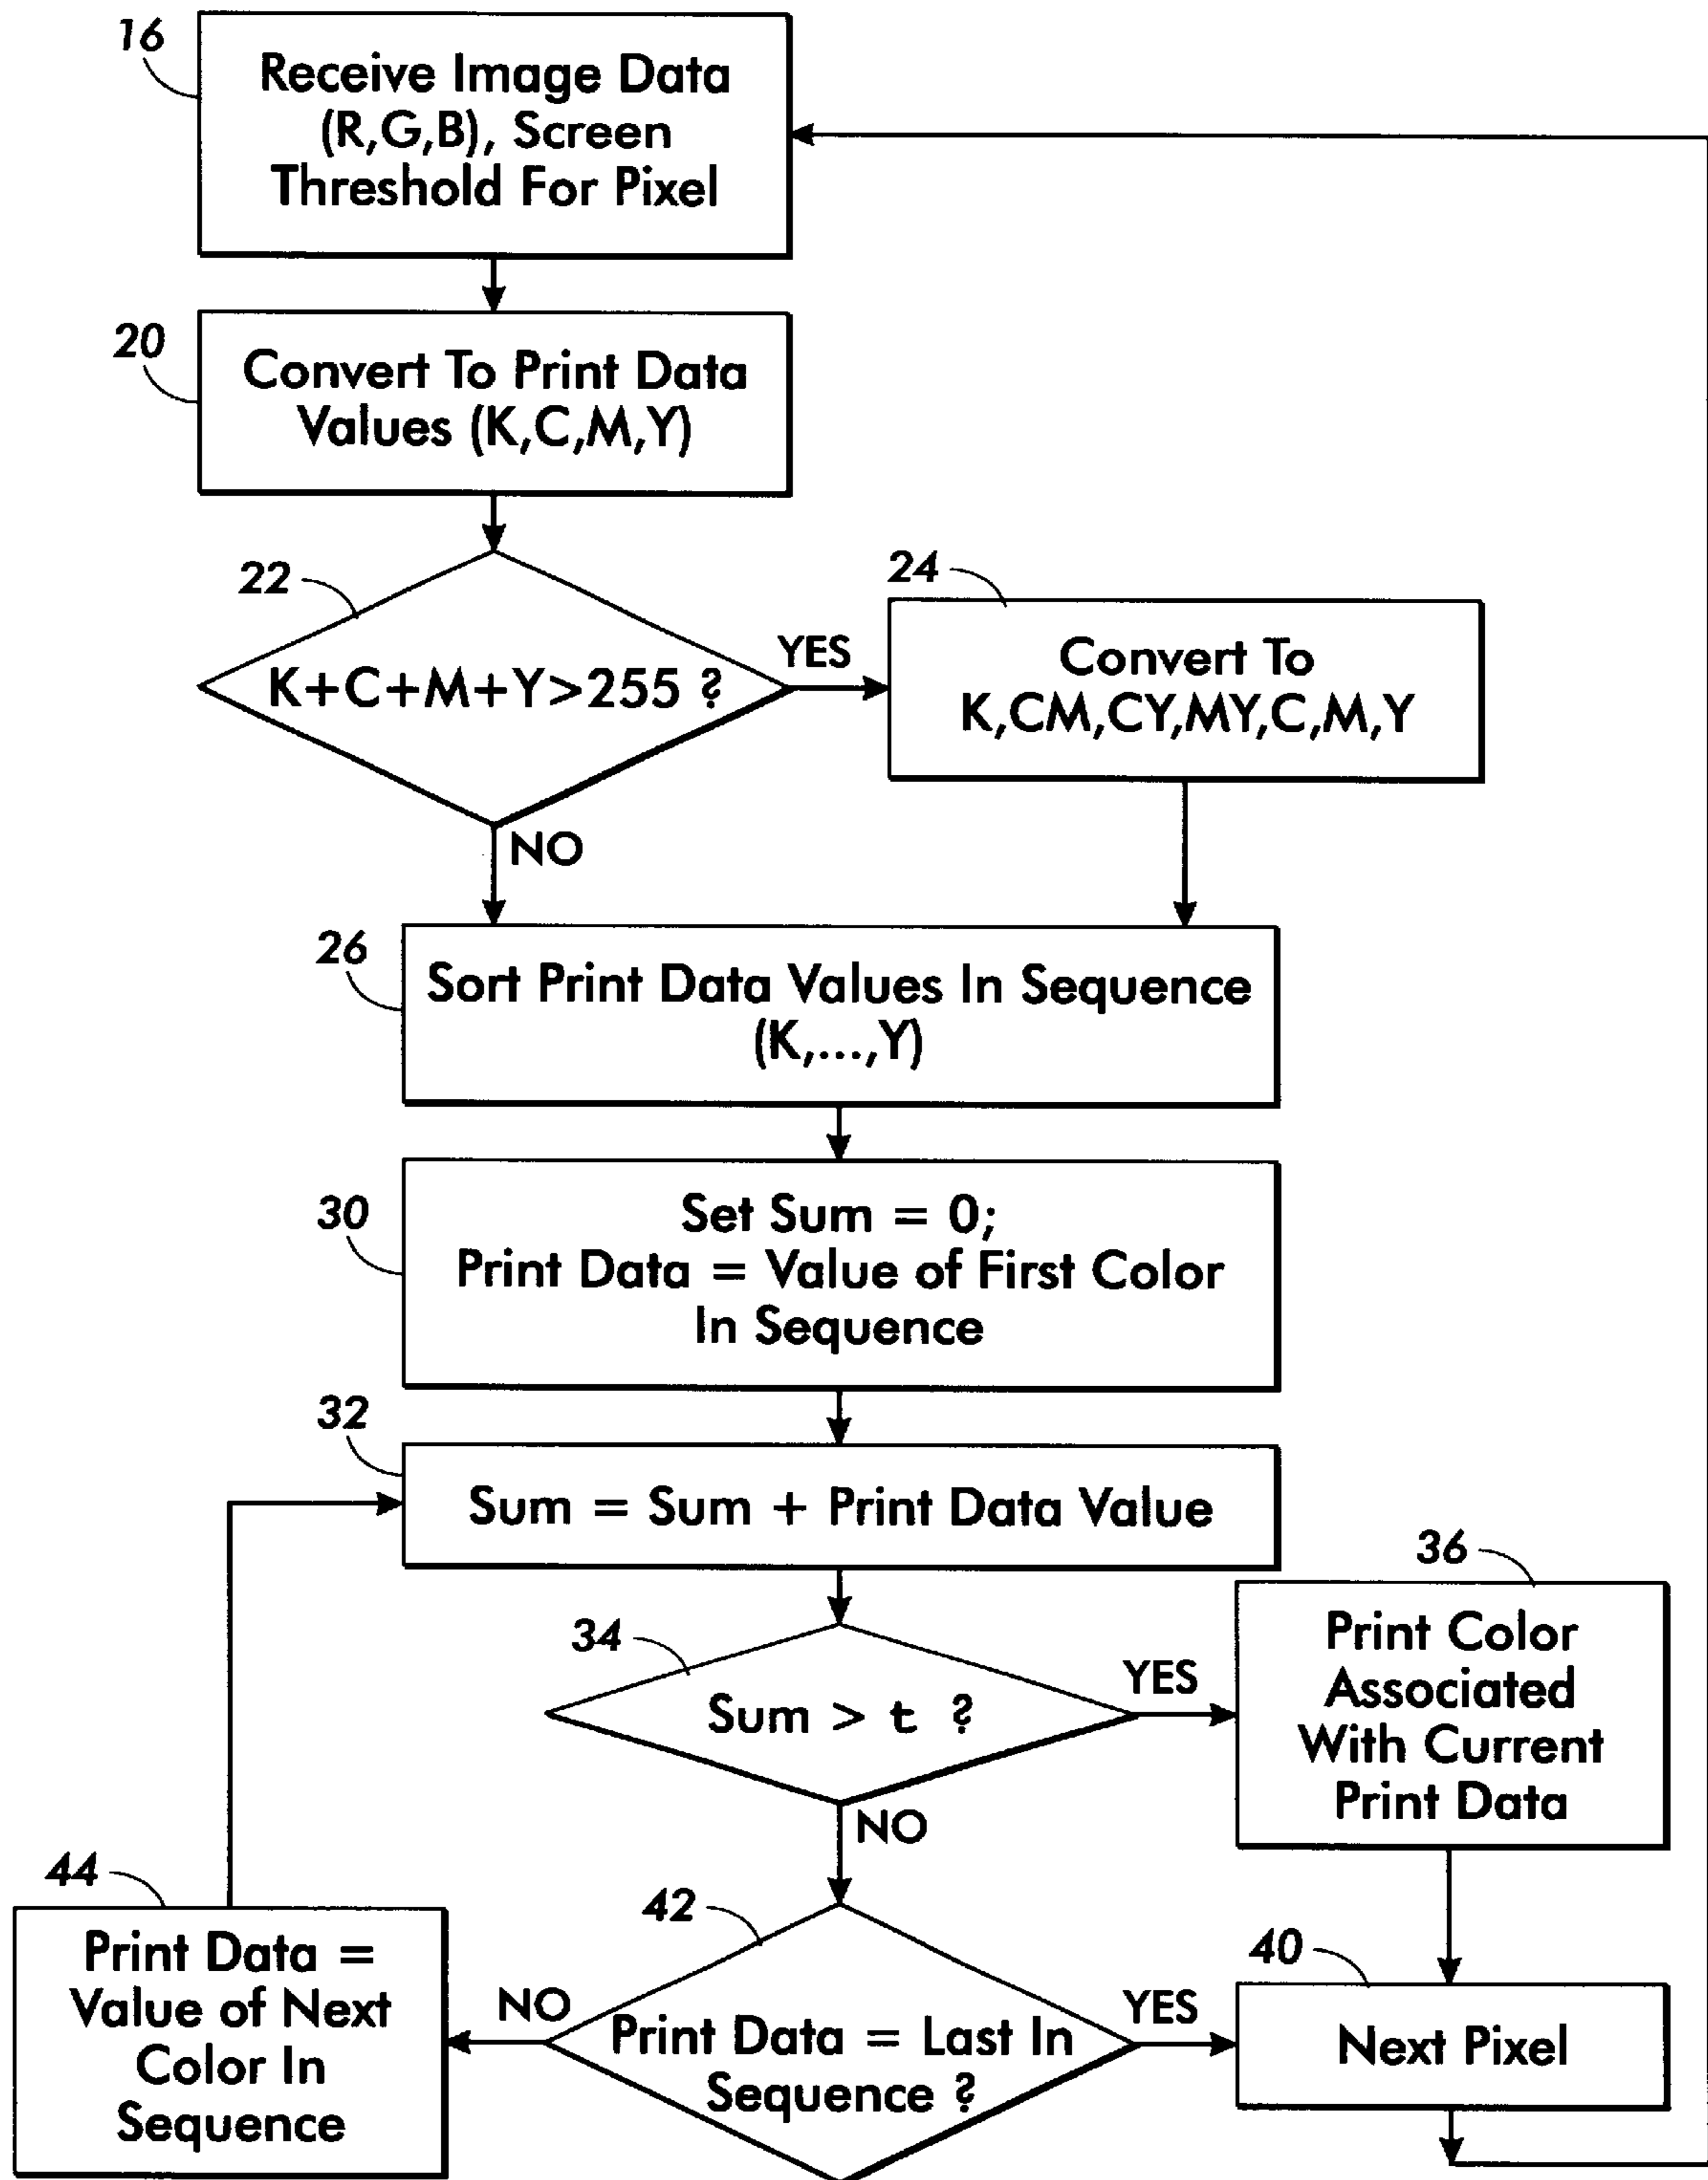 16
Receive Image Data
(R,G,B), Screen
Threshold For Pixel
20
Convert To Print Data
Values (K,C,M,Y)
22
K+C+M+Y>255 ?
YES
24
Convert To
K,CM,CY,MY,C,M,Y
NO
26
Sort Print Data Values In Sequence
(K,...,Y)
30
Set Sum = 0;
Print Data = Value of First Color
In Sequence
32
Sum = Sum + Print Data Value
34
Sum > t ?
YES
36
Print Color
Associated
With Current
Print Data
NO
42
Print Data = Last In
Sequence ?
NO
44
Print Data =
Value of Next
Color In
Sequence
YES
40
Next Pixel